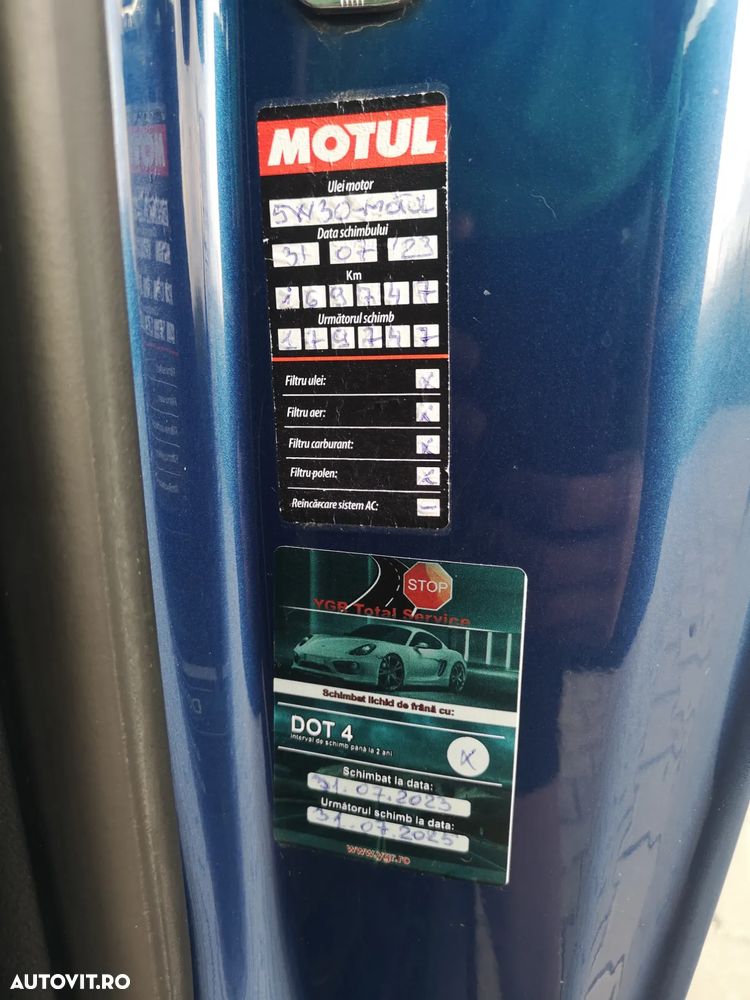 MOTUL
Ulei motor
5W30-MOTUL
Data schimbului
31 07 '23
Km
168747
Următorul schimb
179747
Filtru ulei: x
Filtru aer: x
Filtru carburant: x
Filtru polen: x
Reîncărcare sistem AC: -
STOP
YGR Total Service
Schimbat lichid de frână cu:
DOT 4
interval de schimb până la 2 ani
x
Schimbat la data:
31.07.2023
Următorul schimb la data:
31.07.2025
www.ygr.ro
AUTOVIT.RO